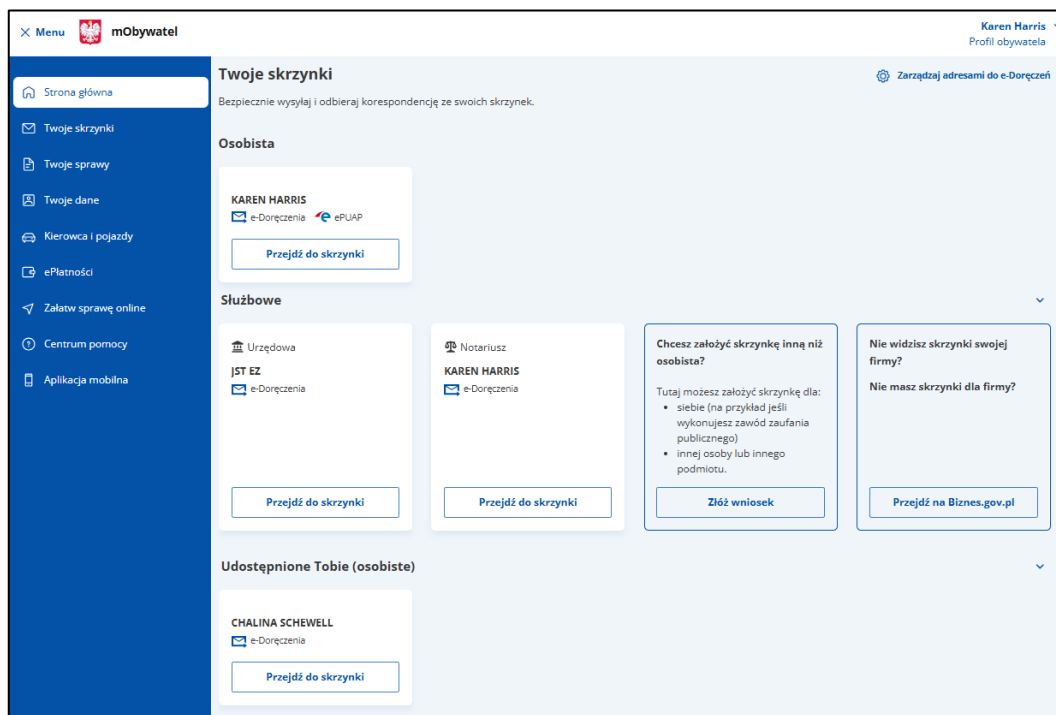 Menu
mObywatel
Karen Harris
Profil obywatela
Strona główna
Twoje skrzynki
Twoje sprawy
Twoje dane
Kierowca i pojazdy
ePłatności
Załatw sprawę online
Centrum pomocy
Aplikacja mobilna
Twoje skrzynki
Zarządzaj adresami do e-Doręczeń
Bezpiecznie wysyłaj i odbieraj korespondencję ze swoich skrzynek.
Osobista
KAREN HARRIS
e-Doręczenia ePUAP
Przejdź do skrzynki
Służbowe
Urzędowa
JST EZ
e-Doręczenia
Przejdź do skrzynki
Notariusz
KAREN HARRIS
e-Doręczenia
Przejdź do skrzynki
Chcesz założyć skrzynkę inną niż
osobista?
Tutaj możesz założyć skrzynkę dla:
• siebie (na przykład jeśli
wykonujesz zawód zaufania
publicznego)
• innej osoby lub innego
podmiotu.
Złóż wniosek
Nie widzisz skrzynki swojej
firmy?
Nie masz skrzynki dla firmy?
Przejdź na Biznes.gov.pl
Udostępnione Tobie (osobiste)
CHALINA SCHEWELL
e-Doręczenia
Przejdź do skrzynki